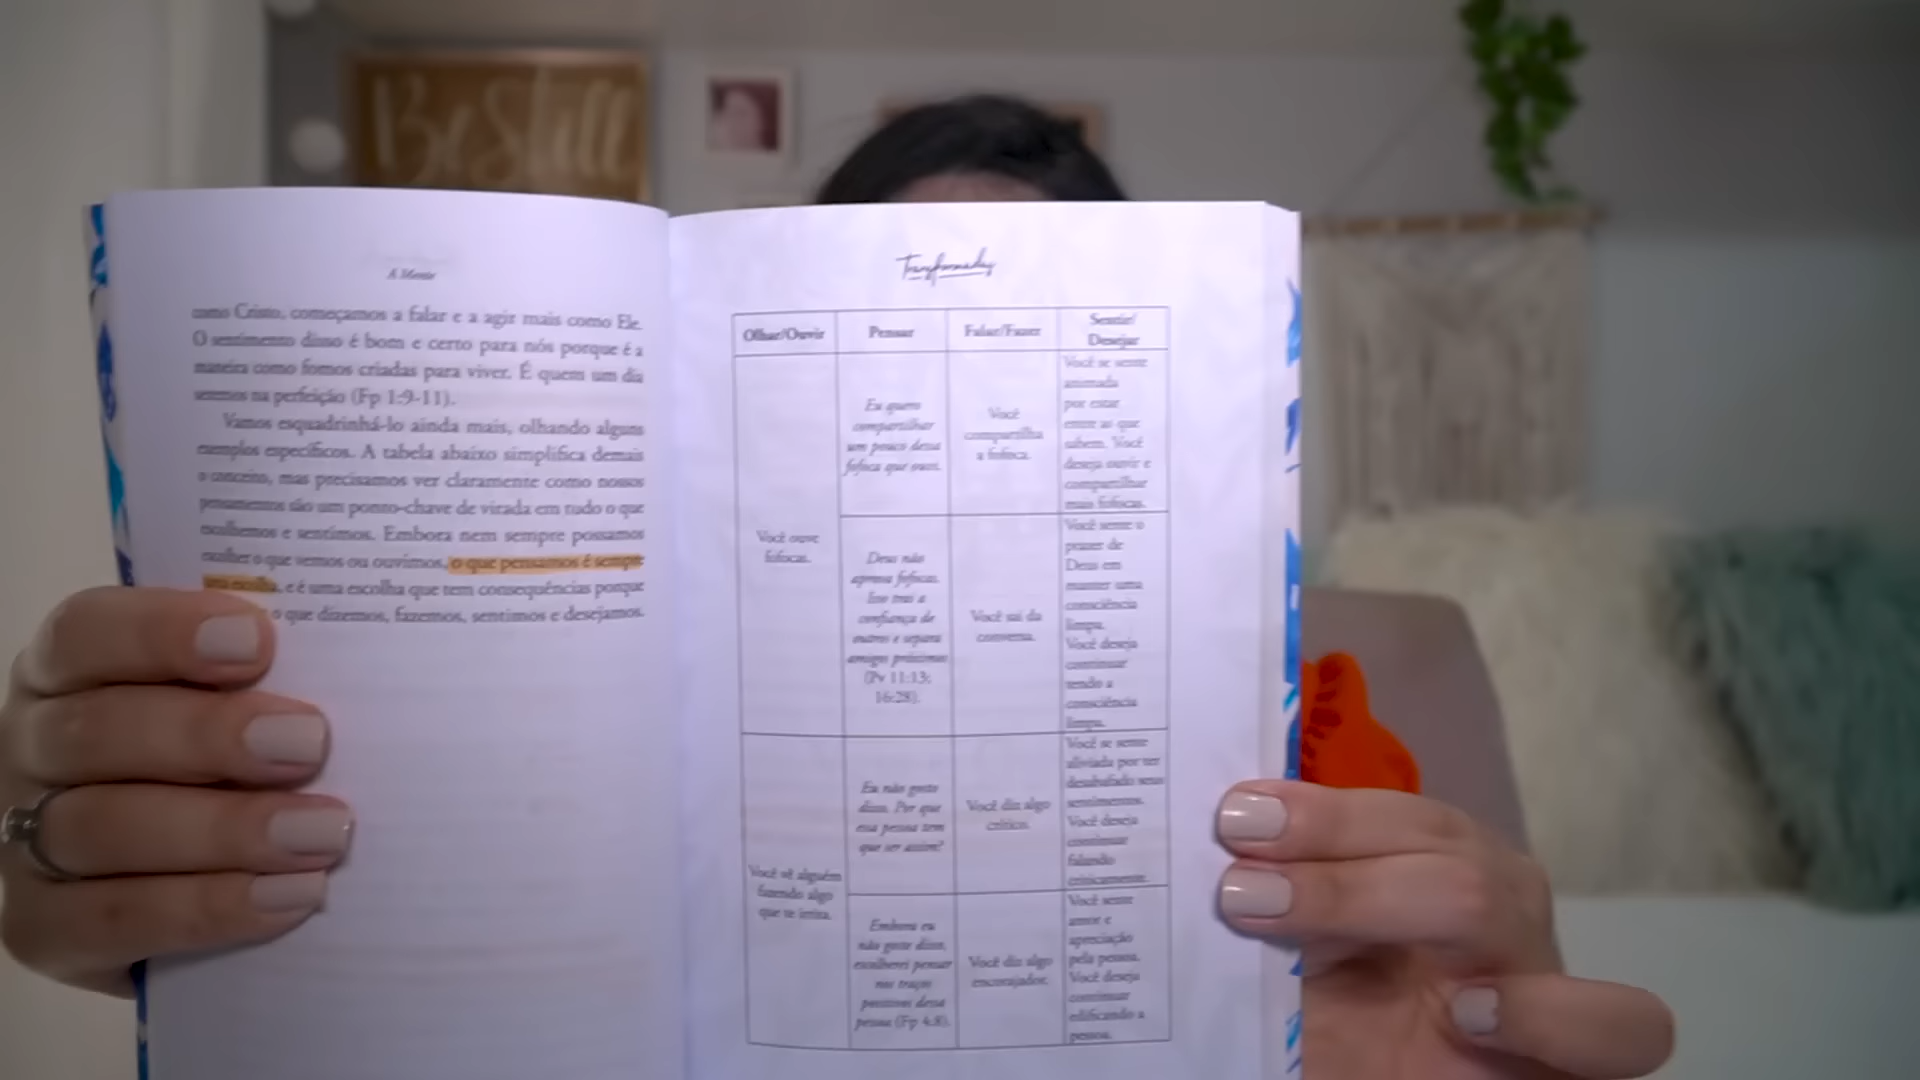 Be Still
A Mente
como Cristo, começamos a falar e a agir mais como Ele.
O sentimento disso é bom e certo para nós porque é a
maneira como fomos criadas para viver. É quem um dia
seremos na perfeição (Fp 1:9-11).
Vamos esquadrinhá-lo ainda mais, olhando alguns
exemplos específicos. A tabela abaixo simplifica demais
o conceito, mas precisamos ver claramente como nossos
pensamentos são um ponto-chave de virada em tudo o que
escolhemos e sentimos. Embora nem sempre possamos
escolher o que vemos ou ouvimos, o que pensamos é sempre
uma escolha, e é uma escolha que tem consequências porque
o que dizemos, fazemos, sentimos e desejamos.
Transformadas
Olhar/Ouvir
Pensar
Falar/Fazer
Sentir/
Desejar
Você ouve
fofocas.
Eu quero
compartilhar
um pouco dessa
fofoca que ouvi.
Você
compartilha
a fofoca.
Você se sente
animada
por estar
entre as que
sabem. Você
deseja ouvir e
compartilhar
mais fofocas.
Deus não
aprova fofocas.
Isso trai a
confiança de
outros e separa
amigos próximos
(Pv 11:13;
16:28).
Você sai da
conversa.
Você sente o
prazer de
Deus em
manter uma
consciência
limpa.
Você deseja
continuar
tendo a
consciência
limpa.
Você vê alguém
fazendo algo
que te irrita.
Eu não gosto
disso. Por que
essa pessoa tem
que ser assim?
Você diz algo
crítico.
Você se sente
aliviada por ter
desabafado seus
sentimentos.
Você deseja
continuar
falando
criticamente.
Embora eu
não goste disso,
escolherei pensar
nos traços
positivos dessa
pessoa (Fp 4:8).
Você diz algo
encorajador.
Você sente
amor e
apreciação
pela pessoa.
Você deseja
continuar
edificando a
pessoa.